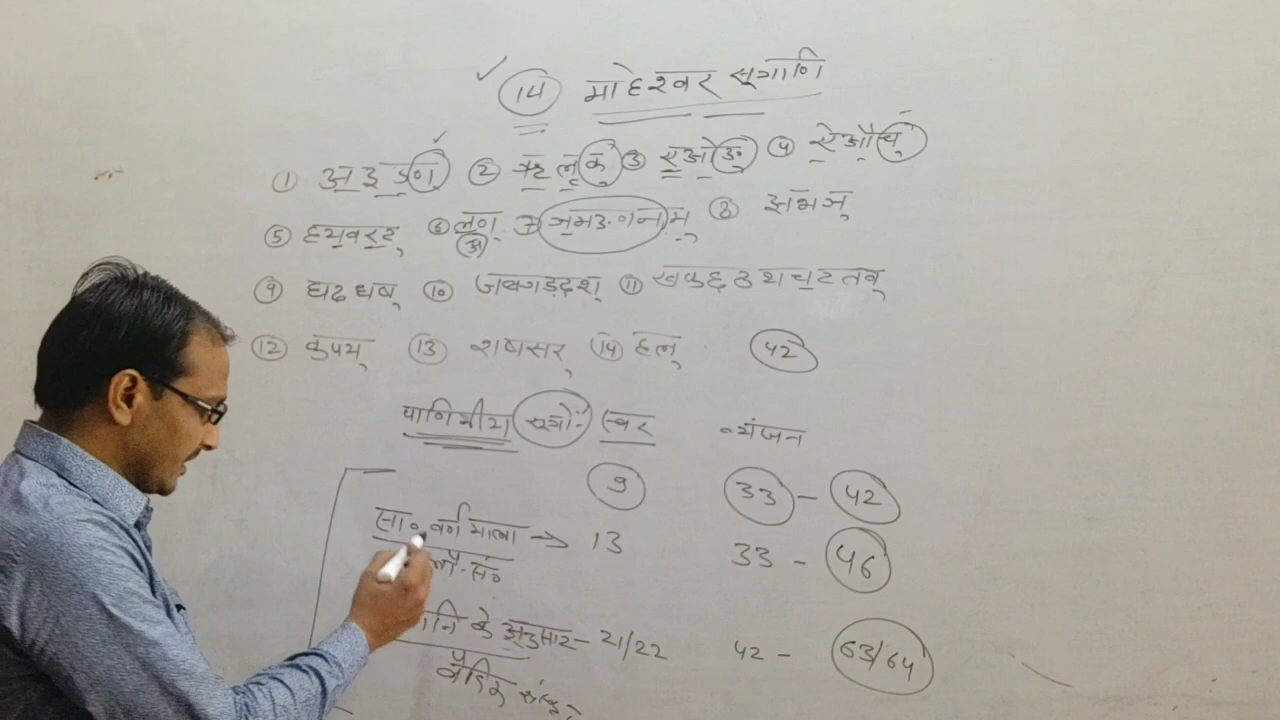 14 माहेश्वर सूत्राणि
① अइउण् ② ऋलृक् ③ एओङ् ④ ऐऔच्
⑤ हयवरट् ⑥ लण् ⑦ ञमङणनम् ⑧ झभञ्
अ
⑨ घढधष् ⑩ जबगडदश् ⑪ खफछठथचटतव्
⑫ कपय् ⑬ शषसर् ⑭ हल् 42
पाणिनीय सूत्रों- स्वर व्यंजन
9 33 - 42
सा० वर्णमाला → 13 33 - 46
लौ. सं०
के अनुसार - 21/22 42 - 63/64
वैदिक